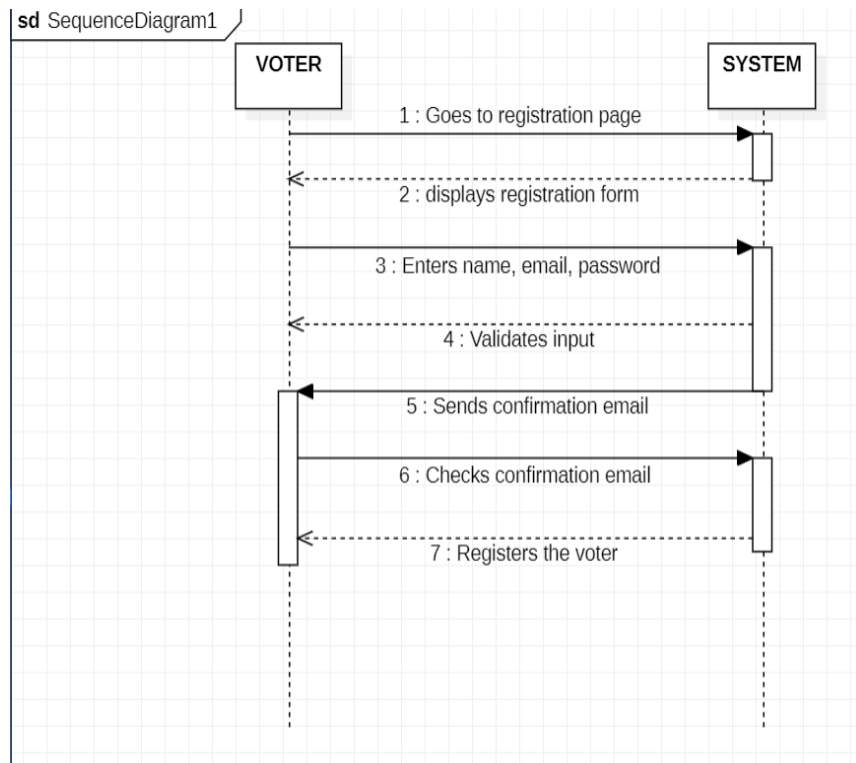 sd SequenceDiagram1
VOTER
SYSTEM
1 : Goes to registration page
2 : displays registration form
3 : Enters name, email, password
4 : Validates input
5 : Sends confirmation email
6 : Checks confirmation email
7 : Registers the voter